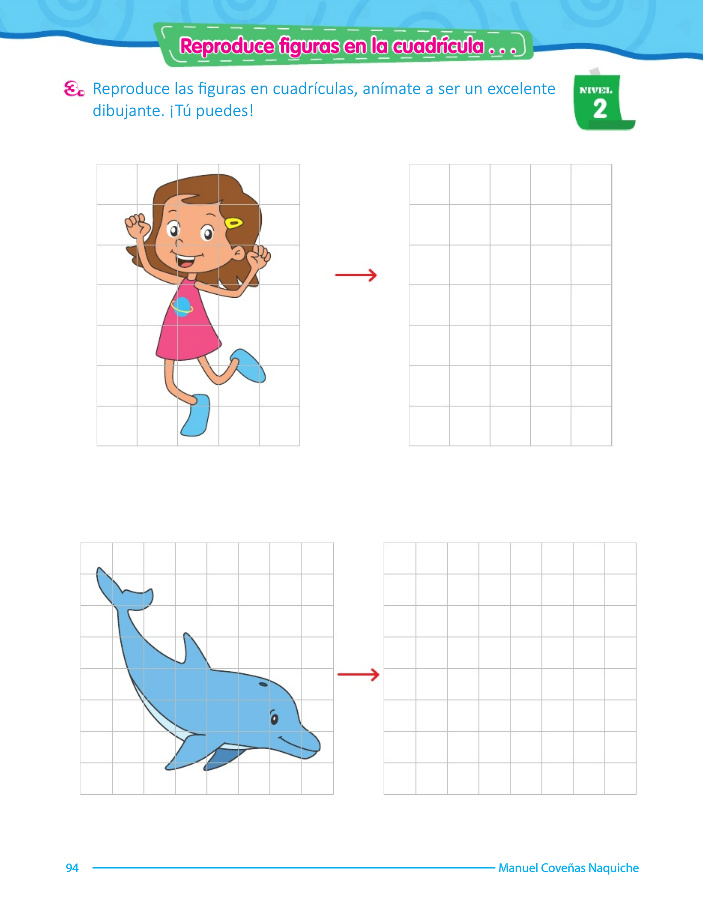 Reproduce figuras en la cuadrícula . . .
3. Reproduce las figuras en cuadrículas, anímate a ser un excelente
dibujante. ¡Tú puedes!
NIVEL
2
94
Manuel Coveñas Naquiche